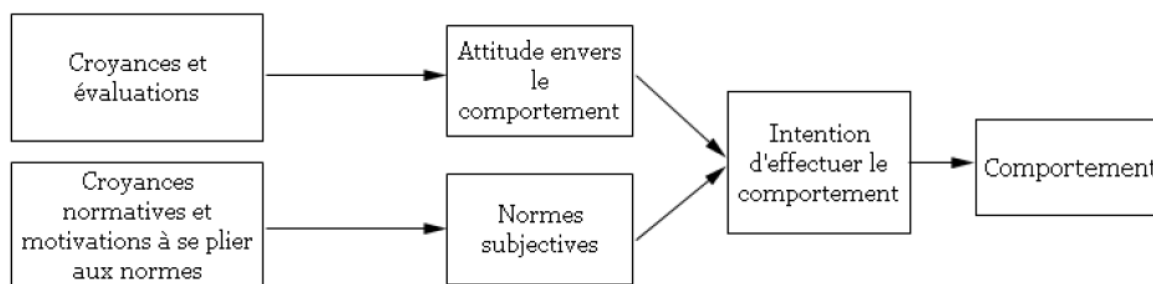 Croyances et
évaluations
Attitude envers
le
comportement
Croyances
normatives et
motivations à se plier
aux normes
Normes
subjectives
Intention
d'effectuer le
comportement
Comportement